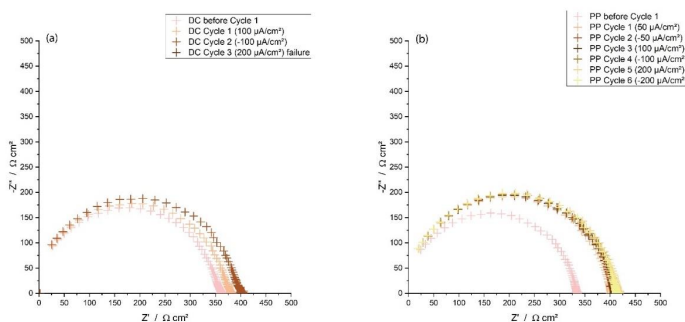 (a)
DC before Cycle 1
DC Cycle 1 (100 µA/cm²)
DC Cycle 2 (-100 µA/cm²)
DC Cycle 3 (200 µA/cm²) failure
500
450
400
350
300
250
200
150
100
50
0
-Z" / Ω cm²
0 50 100 150 200 250 300 350 400 450 500
Z' / Ω cm²
(b)
PP before Cycle 1
PP Cycle 1 (50 µA/cm²)
PP Cycle 2 (-50 µA/cm²)
PP Cycle 3 (100 µA/cm²)
PP Cycle 4 (-100 µA/cm²
PP Cycle 5 (200 µA/cm²)
PP Cycle 6 (-200 µA/cm²
500
450
400
350
300
250
200
150
100
50
0
-Z" / Ω cm²
0 50 100 150 200 250 300 350 400 450 500
Z' / Ω cm²